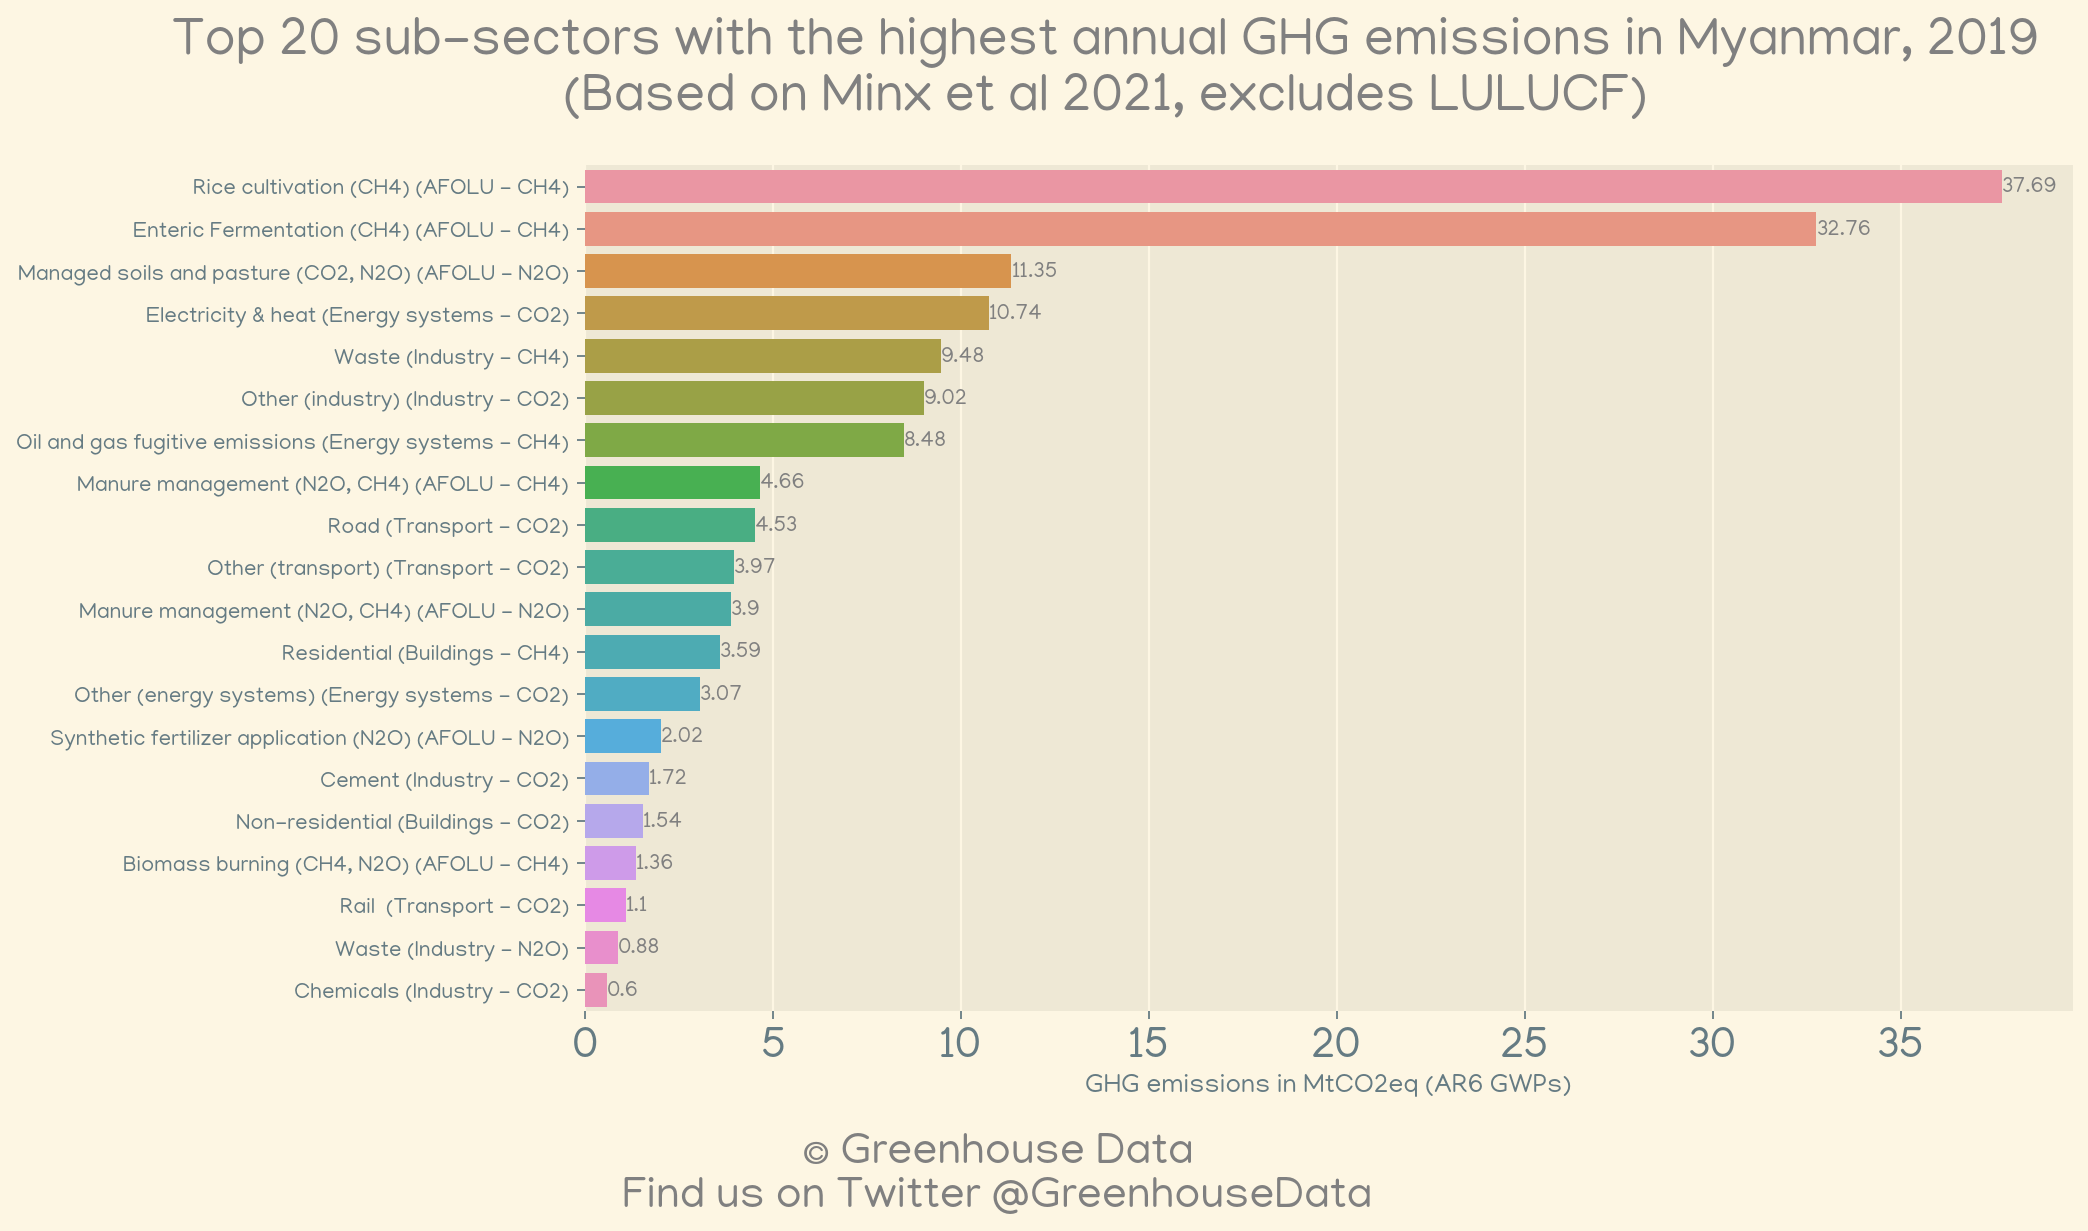 Top 20 sub-sectors with the highest annual GHG emissions in Myanmar, 2019
(Based on Minx et al 2021, excludes LULUCF)
Rice cultivation (CH4) (AFOLU - CH4) 37.69
Enteric Fermentation (CH4) (AFOLU - CH4) 32.76
Managed soils and pasture (CO2, N2O) (AFOLU - N2O) 11.35
Electricity & heat (Energy systems - CO2) 10.74
Waste (Industry - CH4) 9.48
Other (industry) (Industry - CO2) 9.02
Oil and gas fugitive emissions (Energy systems - CH4) 8.48
Manure management (N2O, CH4) (AFOLU - CH4) 4.66
Road (Transport - CO2) 4.53
Other (transport) (Transport - CO2) 3.97
Manure management (N2O, CH4) (AFOLU - N2O) 3.9
Residential (Buildings - CH4) 3.59
Other (energy systems) (Energy systems - CO2) 3.07
Synthetic fertilizer application (N2O) (AFOLU - N2O) 2.02
Cement (Industry - CO2) 1.72
Non-residential (Buildings - CO2) 1.54
Biomass burning (CH4, N2O) (AFOLU - CH4) 1.36
Rail (Transport - CO2) 1.1
Waste (Industry - N2O) 0.88
Chemicals (Industry - CO2) 0.6
0 5 10 15 20 25 30 35
GHG emissions in MtCO2eq (AR6 GWPs)
© Greenhouse Data
Find us on Twitter @GreenhouseData